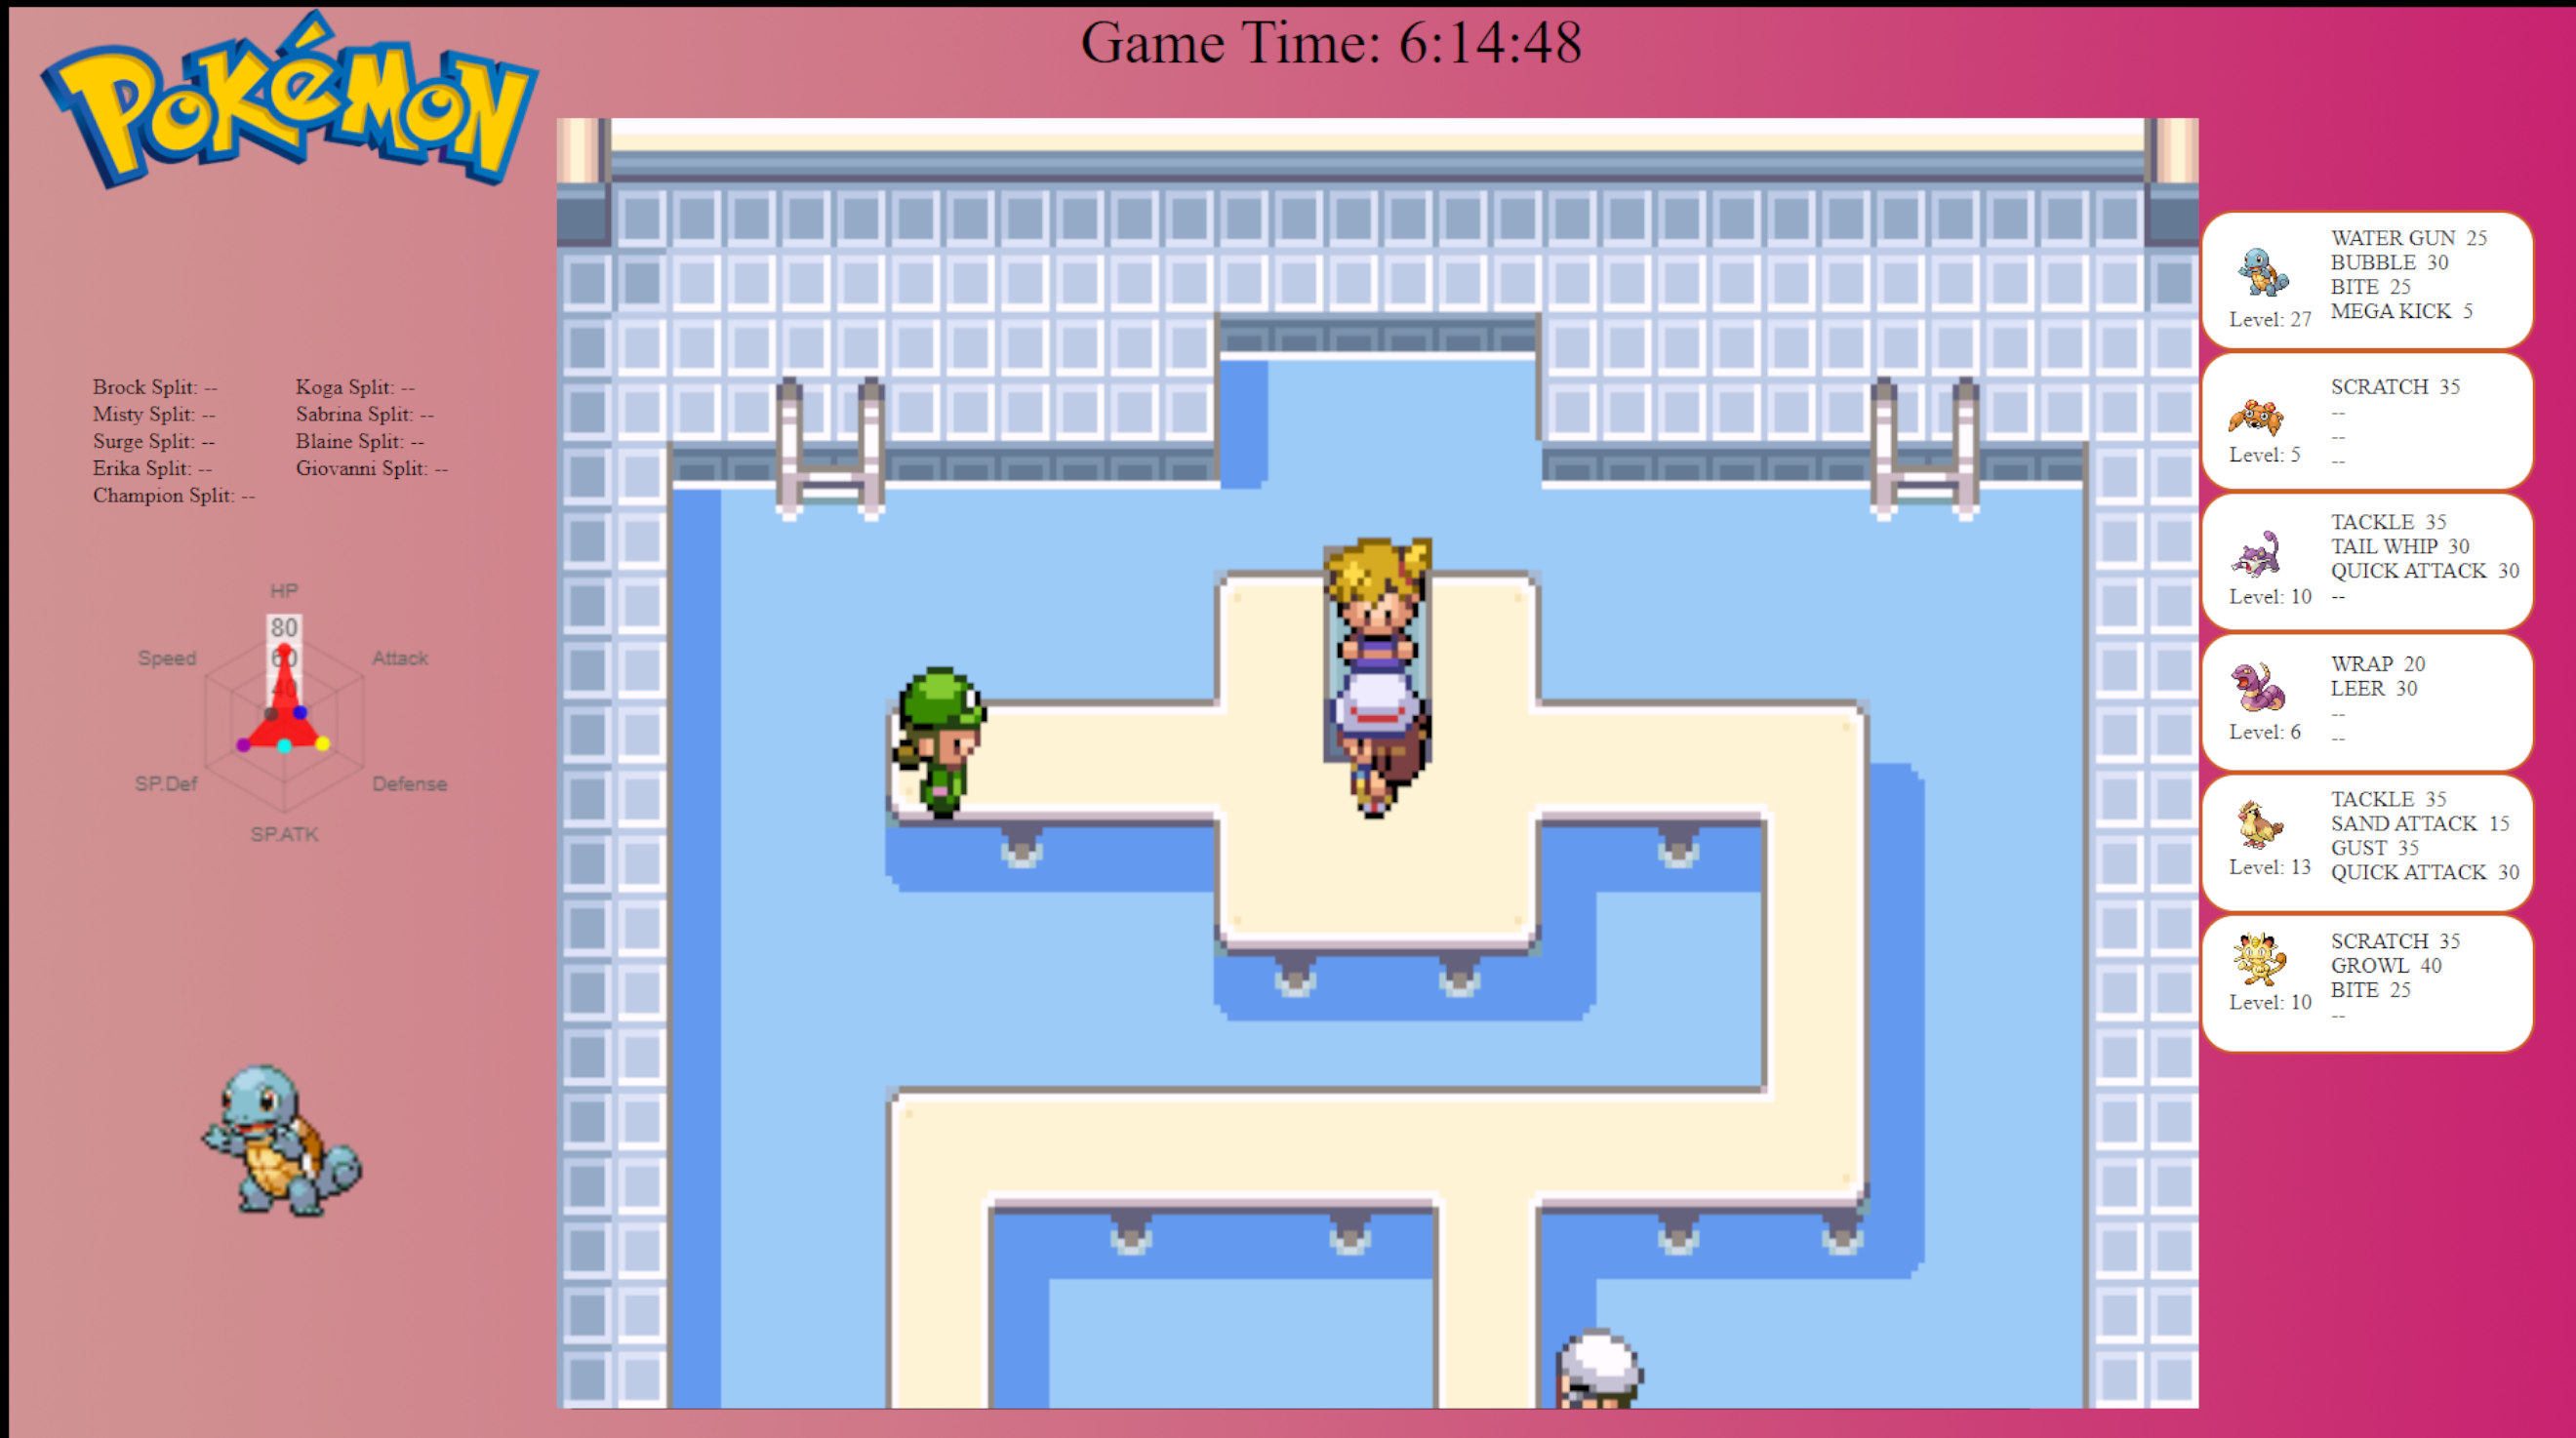 POKéMON
Game Time: 6:14:48
Brock Split: --
Misty Split: --
Surge Split: --
Erika Split: --
Champion Split: --
Koga Split: --
Sabrina Split: --
Blaine Split: --
Giovanni Split: --
HP
80
60
40
Speed
Attack
SP.Def
Defense
SP.ATK
WATER GUN 25
BUBBLE 30
BITE 25
MEGA KICK 5
Level: 27
SCRATCH 35
--
--
--
Level: 5
TACKLE 35
TAIL WHIP 30
QUICK ATTACK 30
--
Level: 10
WRAP 20
LEER 30
--
--
Level: 6
TACKLE 35
SAND ATTACK 15
GUST 35
QUICK ATTACK 30
Level: 13
SCRATCH 35
GROWL 40
BITE 25
--
Level: 10